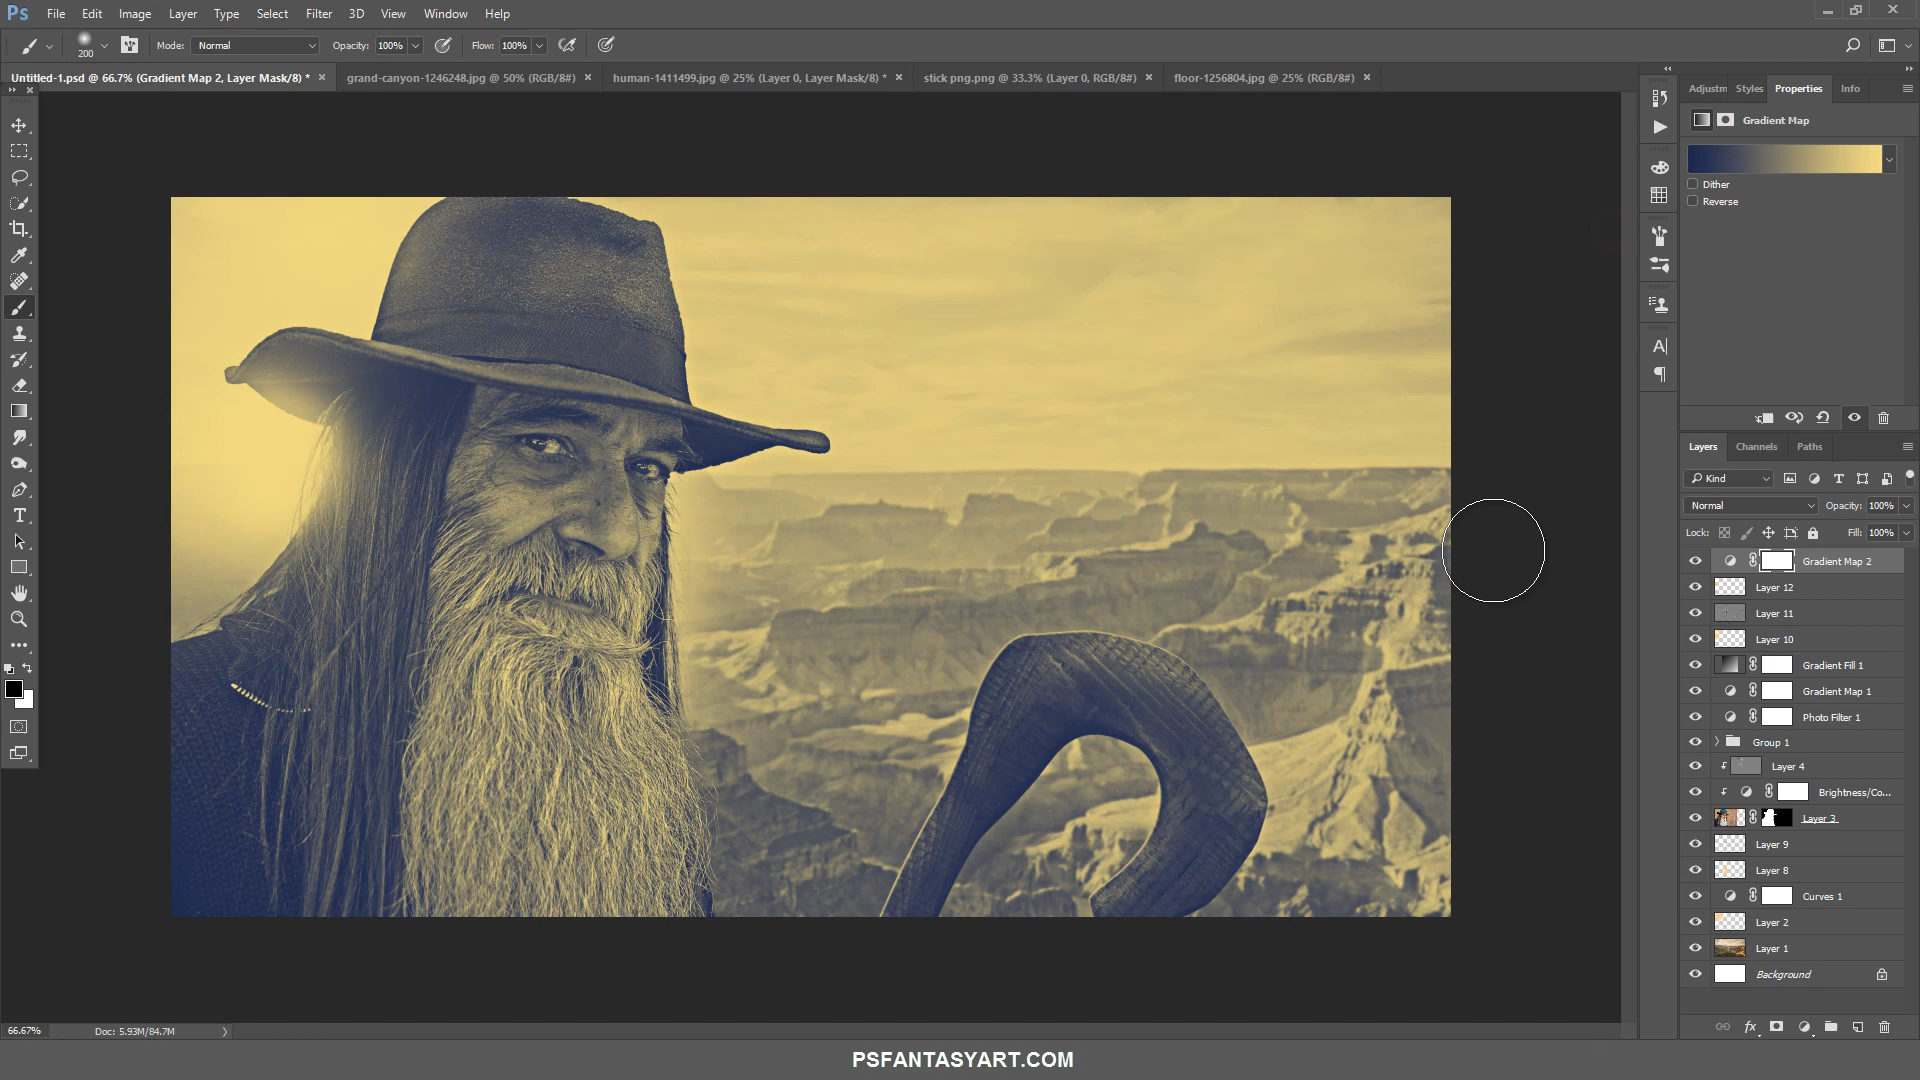 Ps File Edit Image Layer Type Select Filter 3D View Window Help
200 Mode: Normal Opacity: 100% Flow: 100%
Untitled-1.psd @ 66.7% (Gradient Map 2, Layer Mask/8) * × grand-canyon-1246248.jpg @ 50% (RGB/8#) × human-1411499.jpg @ 25% (Layer 0, Layer Mask/8) * × stick png.png @ 33.3% (Layer 0, RGB/8#) × floor-1256804.jpg @ 25% (RGB/8#) ×
Adjustm Styles Properties Info
Gradient Map
Dither
Reverse
Layers Channels Paths
Kind
Normal Opacity: 100%
Lock: Fill: 100%
Gradient Map 2
Layer 12
Layer 11
Layer 10
Gradient Fill 1
Gradient Map 1
Photo Filter 1
Group 1
Layer 4
Brightness/Co...
Layer 3
Layer 9
Layer 8
Curves 1
Layer 2
Layer 1
Background
66.67% Doc: 5.93M/84.7M
PSFANTASYART.COM